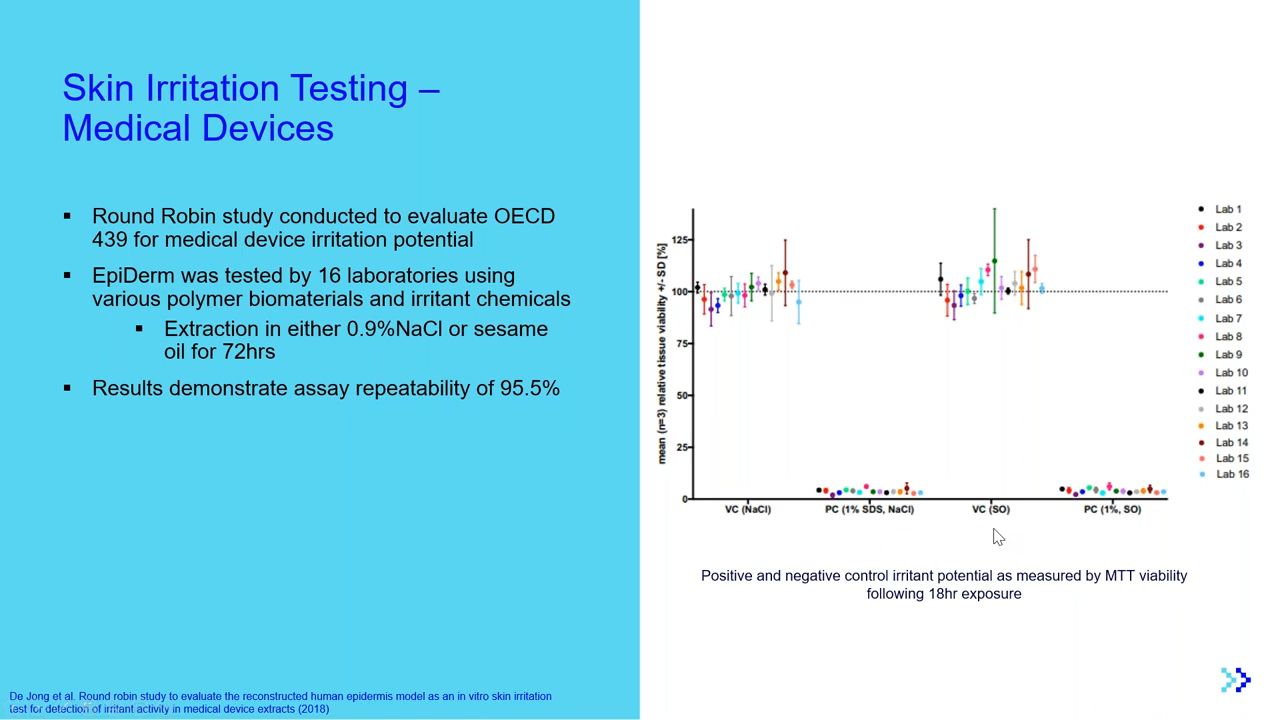 Skin Irritation Testing –
Medical Devices
▪ Round Robin study conducted to evaluate OECD
439 for medical device irritation potential
▪ EpiDerm was tested by 16 laboratories using
various polymer biomaterials and irritant chemicals
▪ Extraction in either 0.9%NaCl or sesame
oil for 72hrs
▪ Results demonstrate assay repeatability of 95.5%
De Jong et al. Round robin study to evaluate the reconstructed human epidermis model as an in vitro skin irritation
test for detection of irritant activity in medical device extracts (2018)
mean (n=3) relative tissue viability +/- SD [%]
125
100
75
50
25
0
VC (NaCl)
PC (1% SDS, NaCl)
VC (SO)
PC (1%, SO)
Lab 1
Lab 2
Lab 3
Lab 4
Lab 5
Lab 6
Lab 7
Lab 8
Lab 9
Lab 10
Lab 11
Lab 12
Lab 13
Lab 14
Lab 15
Lab 16
Positive and negative control irritant potential as measured by MTT viability
following 18hr exposure